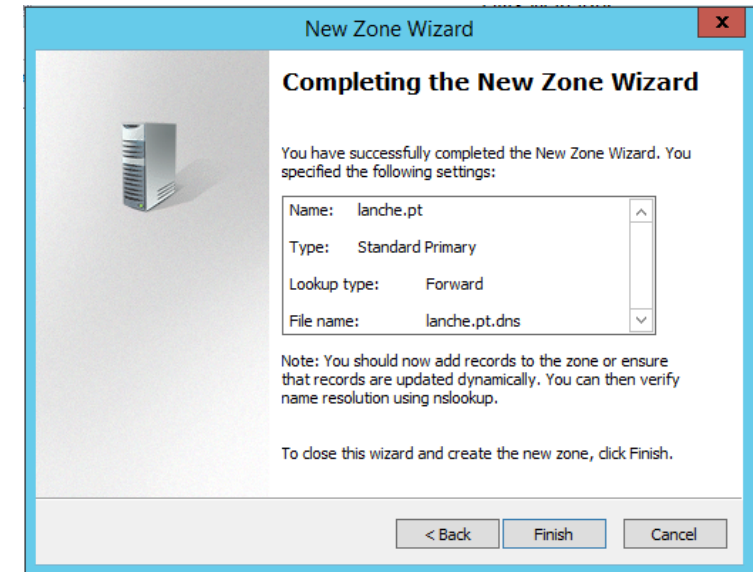 New Zone Wizard
x
Completing the New Zone Wizard
You have successfully completed the New Zone Wizard. You
specified the following settings:
Name: lanche.pt
Type: Standard Primary
Lookup type: Forward
File name: lanche.pt.dns
Note: You should now add records to the zone or ensure
that records are updated dynamically. You can then verify
name resolution using nslookup.
To close this wizard and create the new zone, click Finish.
< Back Finish Cancel